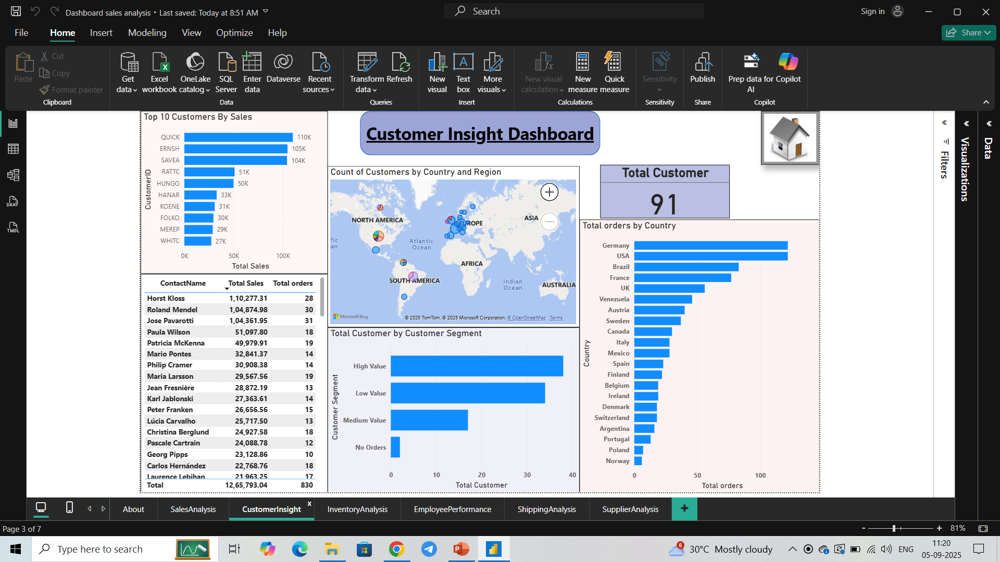 Dashboard sales analysis • Last saved: Today at 8:51 AM
Search
Sign in
File Home Insert Modeling View Optimize Help
Share
Paste
Cut
Copy
Format painter
Clipboard
Get data
Excel workbook
OneLake catalog
SQL Server
Enter data
Dataverse
Recent sources
Data
Transform data
Refresh
Queries
New visual
Text box
More visuals
Insert
New visual calculation
New measure
Quick measure
Calculations
Sensitivity
Sensitivity
Publish
Share
Prep data for AI
Copilot
Copilot
DAX
TMDL
Top 10 Customers By Sales
CustomerID
QUICK 110K
ERNSH 105K
SAVEA 104K
RATTC 51K
HUNGO 50K
HANAR 33K
KOENE 31K
FOLKO 30K
MEREP 29K
WHITC 27K
0K 50K 100K
Total Sales
ContactName Total Sales Total orders
Horst Kloss 1,10,277.31 28
Roland Mendel 1,04,874.98 30
Jose Pavarotti 1,04,361.95 31
Paula Wilson 51,097.80 18
Patricia McKenna 49,979.91 19
Mario Pontes 32,841.37 14
Philip Cramer 30,908.38 14
Maria Larsson 29,567.56 19
Jean Fresnière 28,872.19 13
Karl Jablonski 27,363.61 14
Peter Franken 26,656.56 15
Lúcia Carvalho 25,717.50 13
Christina Berglund 24,927.58 18
Pascale Cartrain 24,088.78 12
Georg Pipps 23,128.86 10
Carlos Hernández 22,768.76 18
Laurence Lebihan 21,963.25 17
Total 12,65,793.04 830
Customer Insight Dashboard
Count of Customers by Country and Region
NORTH AMERICA
EUROPE
ASIA
fic
an
Atlantic
Ocean
AFRICA
SOUTH AMERICA
Indian
Ocean
AUSTRALIA
Microsoft Bing
© 2025 TomTom, © 2025 Microsoft Corporation, © OpenStreetMap Terms
Total Customer
91
Total Customer by Customer Segment
Customer Segment
High Value
Low Value
Medium Value
No Orders
0 10 20 30 40
Total Customer
Total orders by Country
Country
Germany
USA
Brazil
France
UK
Venezuela
Austria
Sweden
Canada
Italy
Mexico
Spain
Finland
Belgium
Ireland
Denmark
Switzerland
Argentina
Portugal
Poland
Norway
0 50 100
Total orders
Filters
Visualizations
Data
About SalesAnalysis CustomerInsight x InventoryAnalysis EmployeePerformance ShippingAnalysis SupplierAnalysis +
Page 3 of 7
- + 81%
Type here to search
6
30°C Mostly cloudy
ENG
11:20
05-09-2025